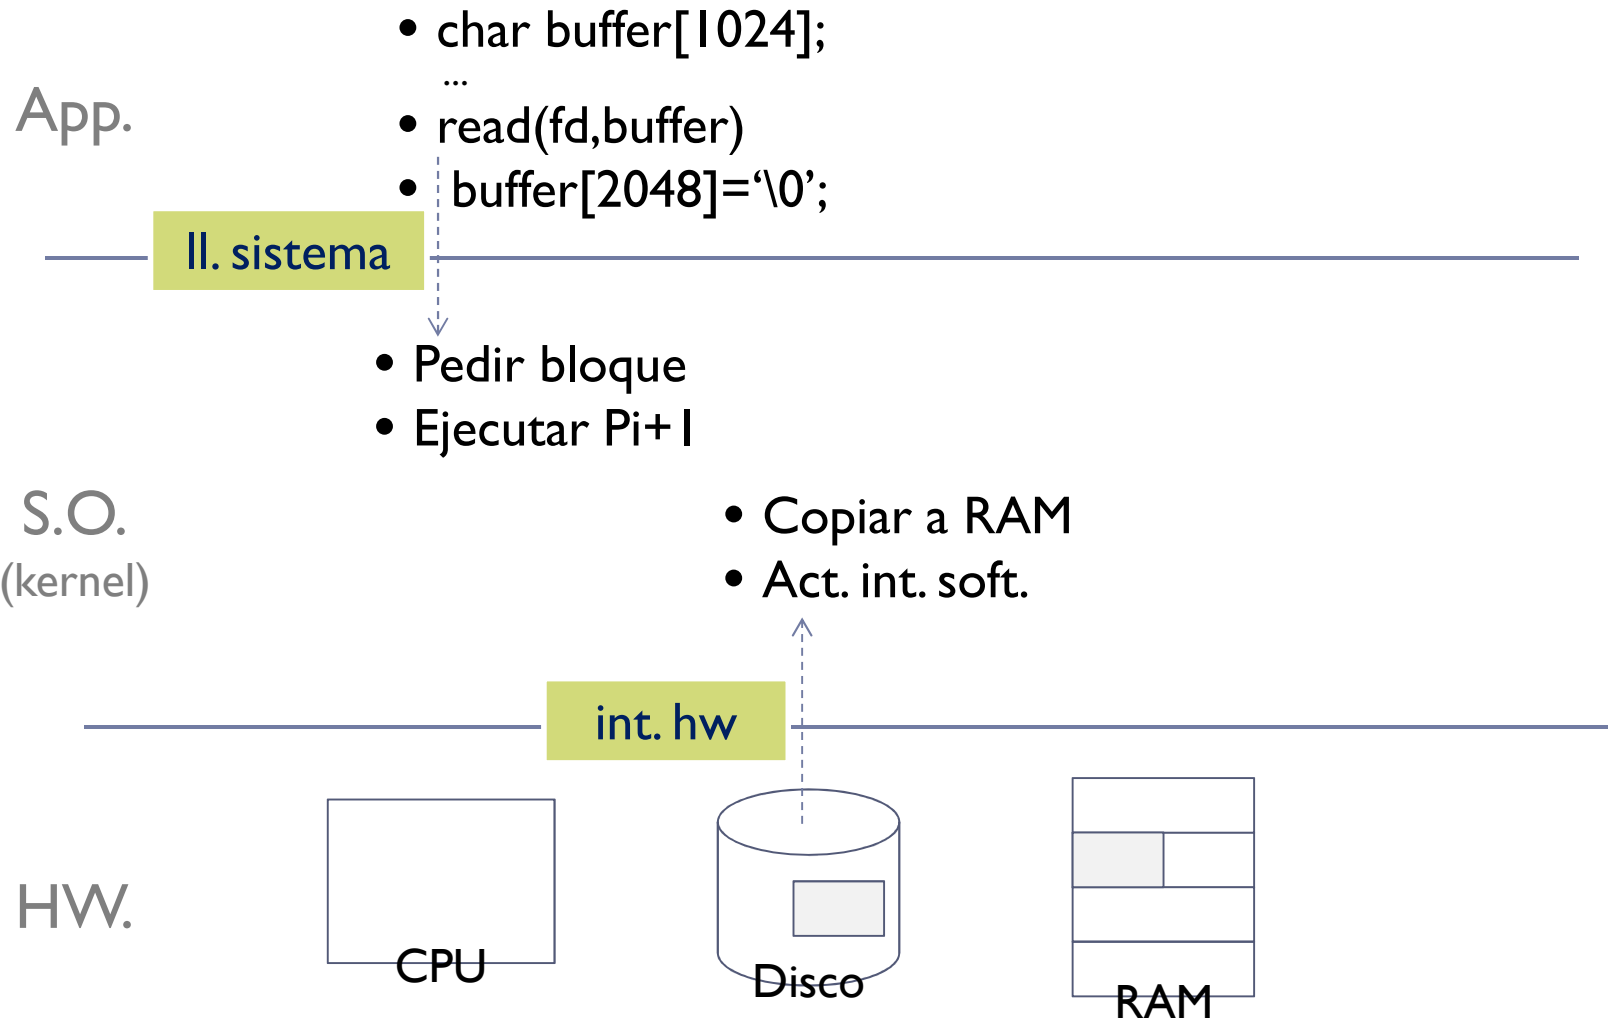 • char buffer[1024];
...
App.
• read(fd,buffer)
• buffer[2048]=‘\0’;
ll. sistema
• Pedir bloque
• Ejecutar Pi+1
S.O.
(kernel)
• Copiar a RAM
• Act. int. soft.
int. hw
HW.
CPU
Disco
RAM